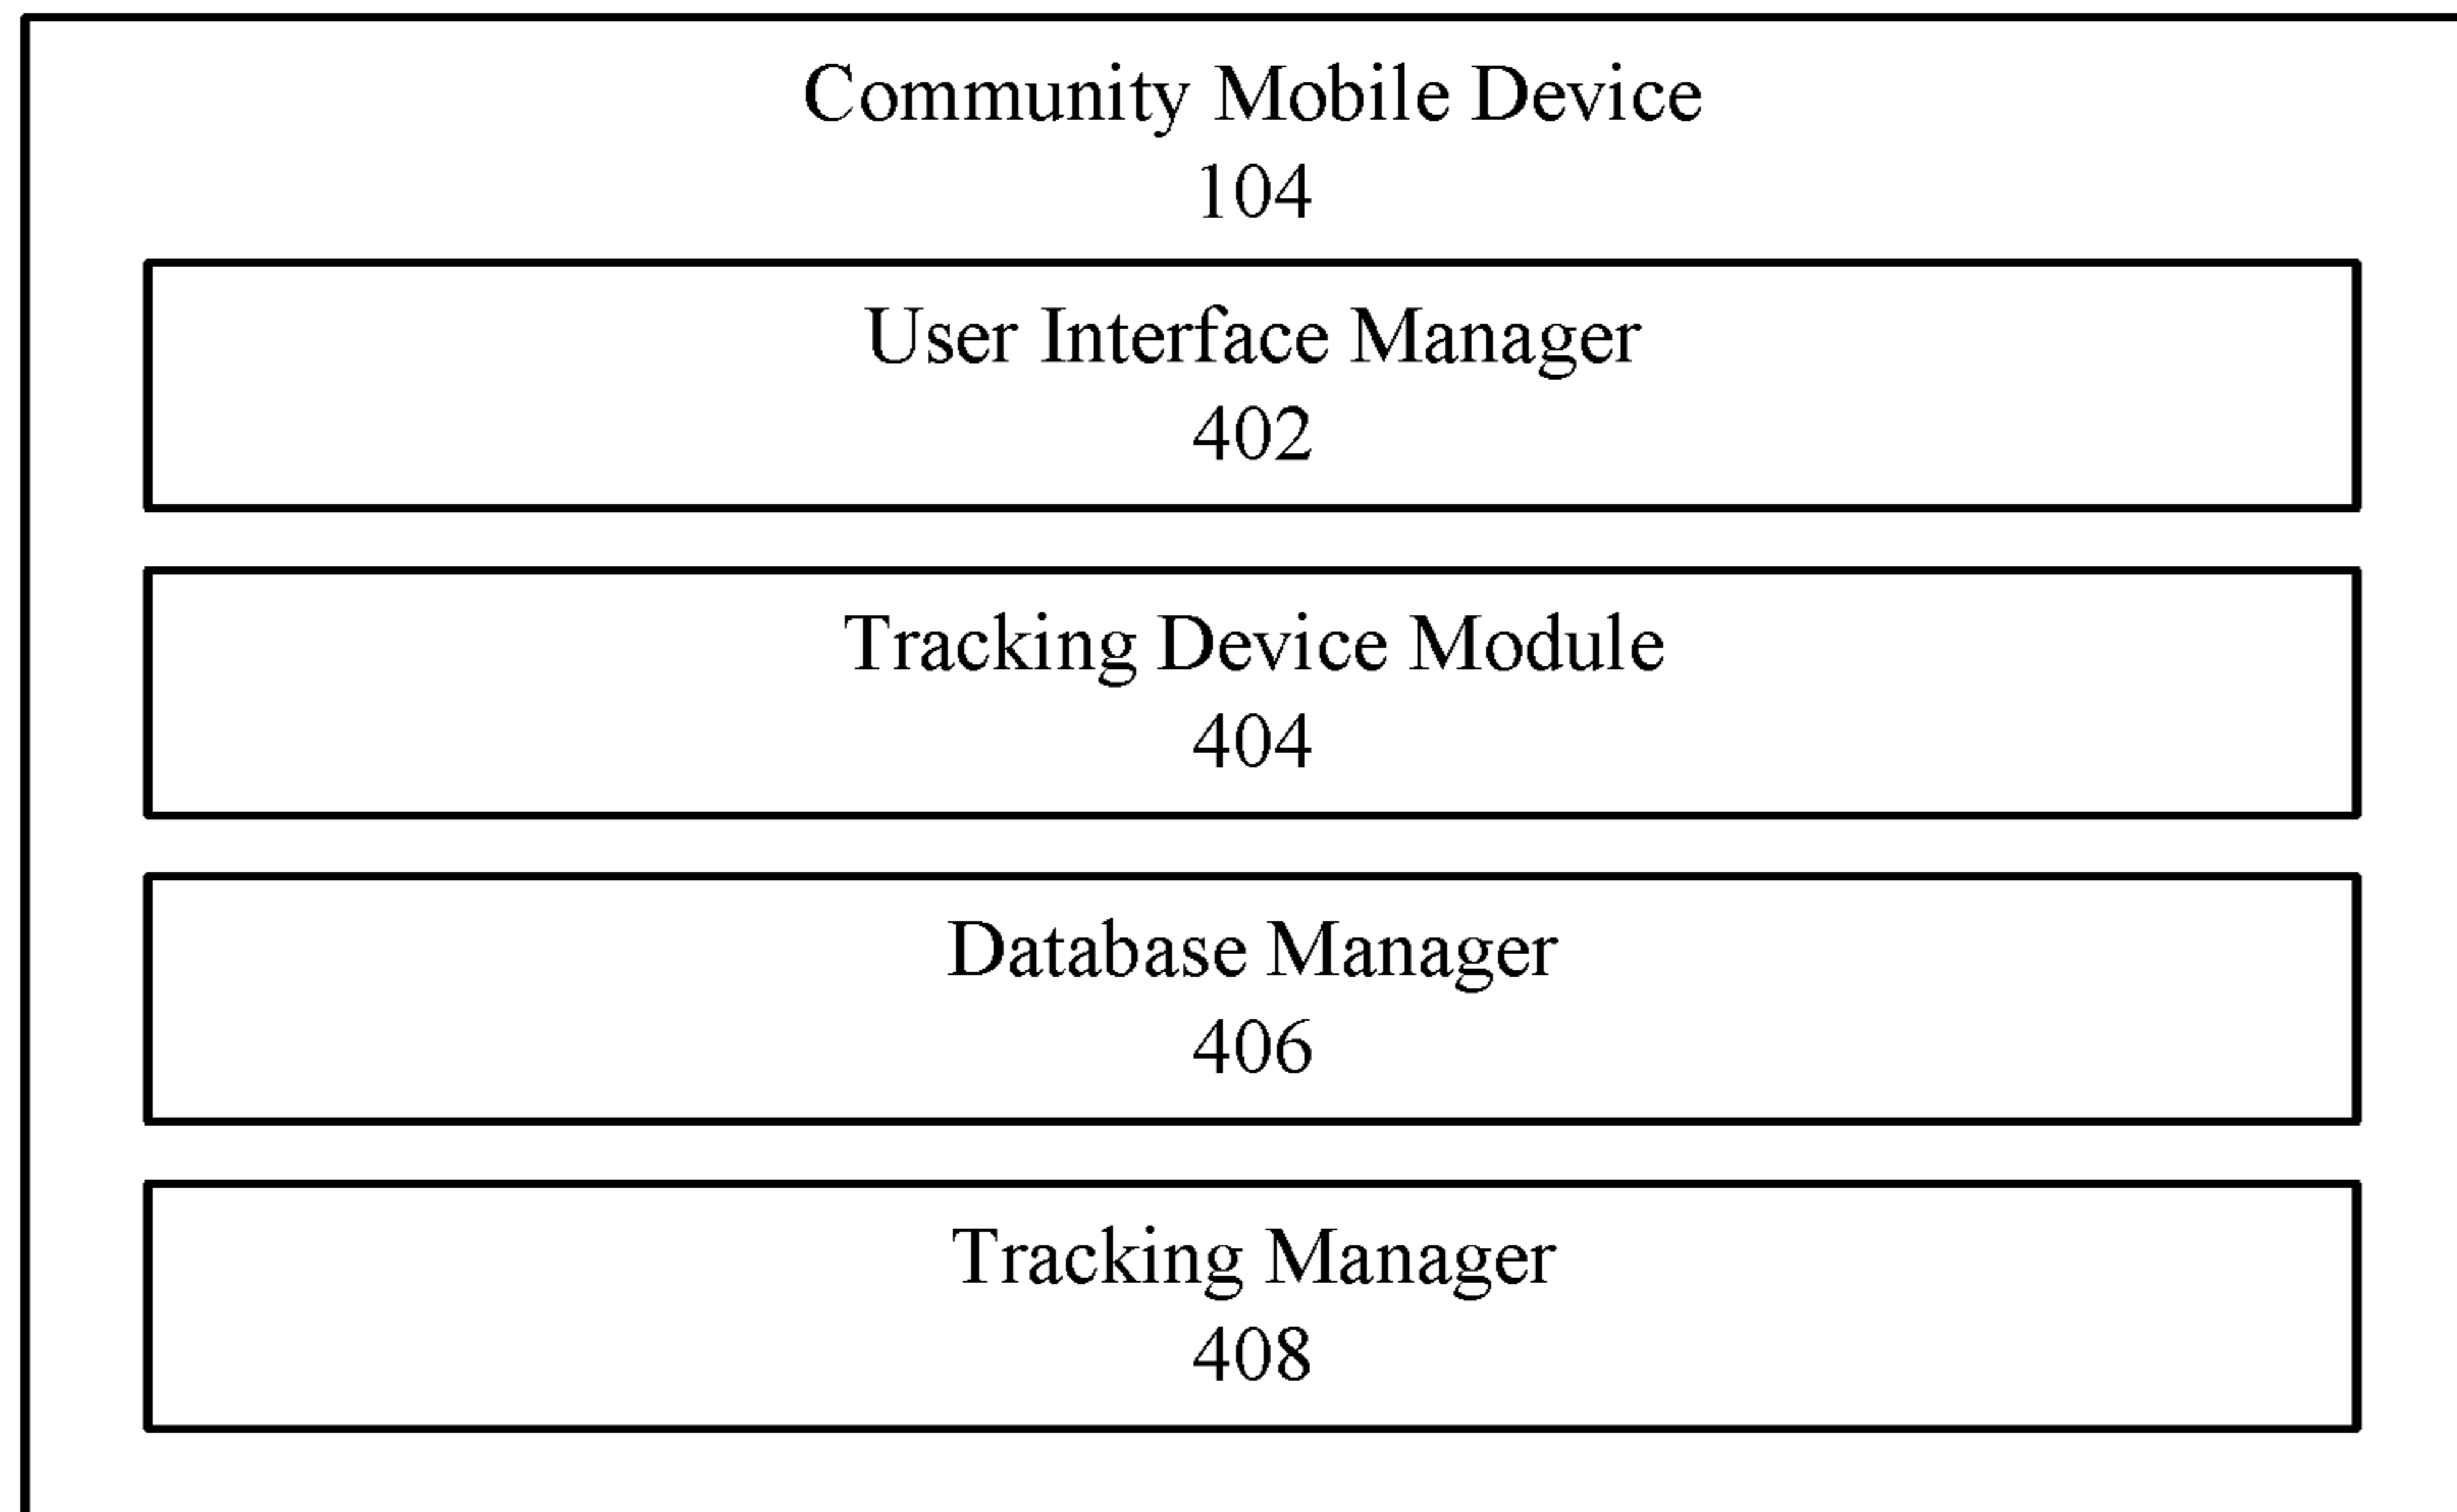 Community Mobile Device
104
User Interface Manager
402
Tracking Device Module
404
Database Manager
406
Tracking Manager
408